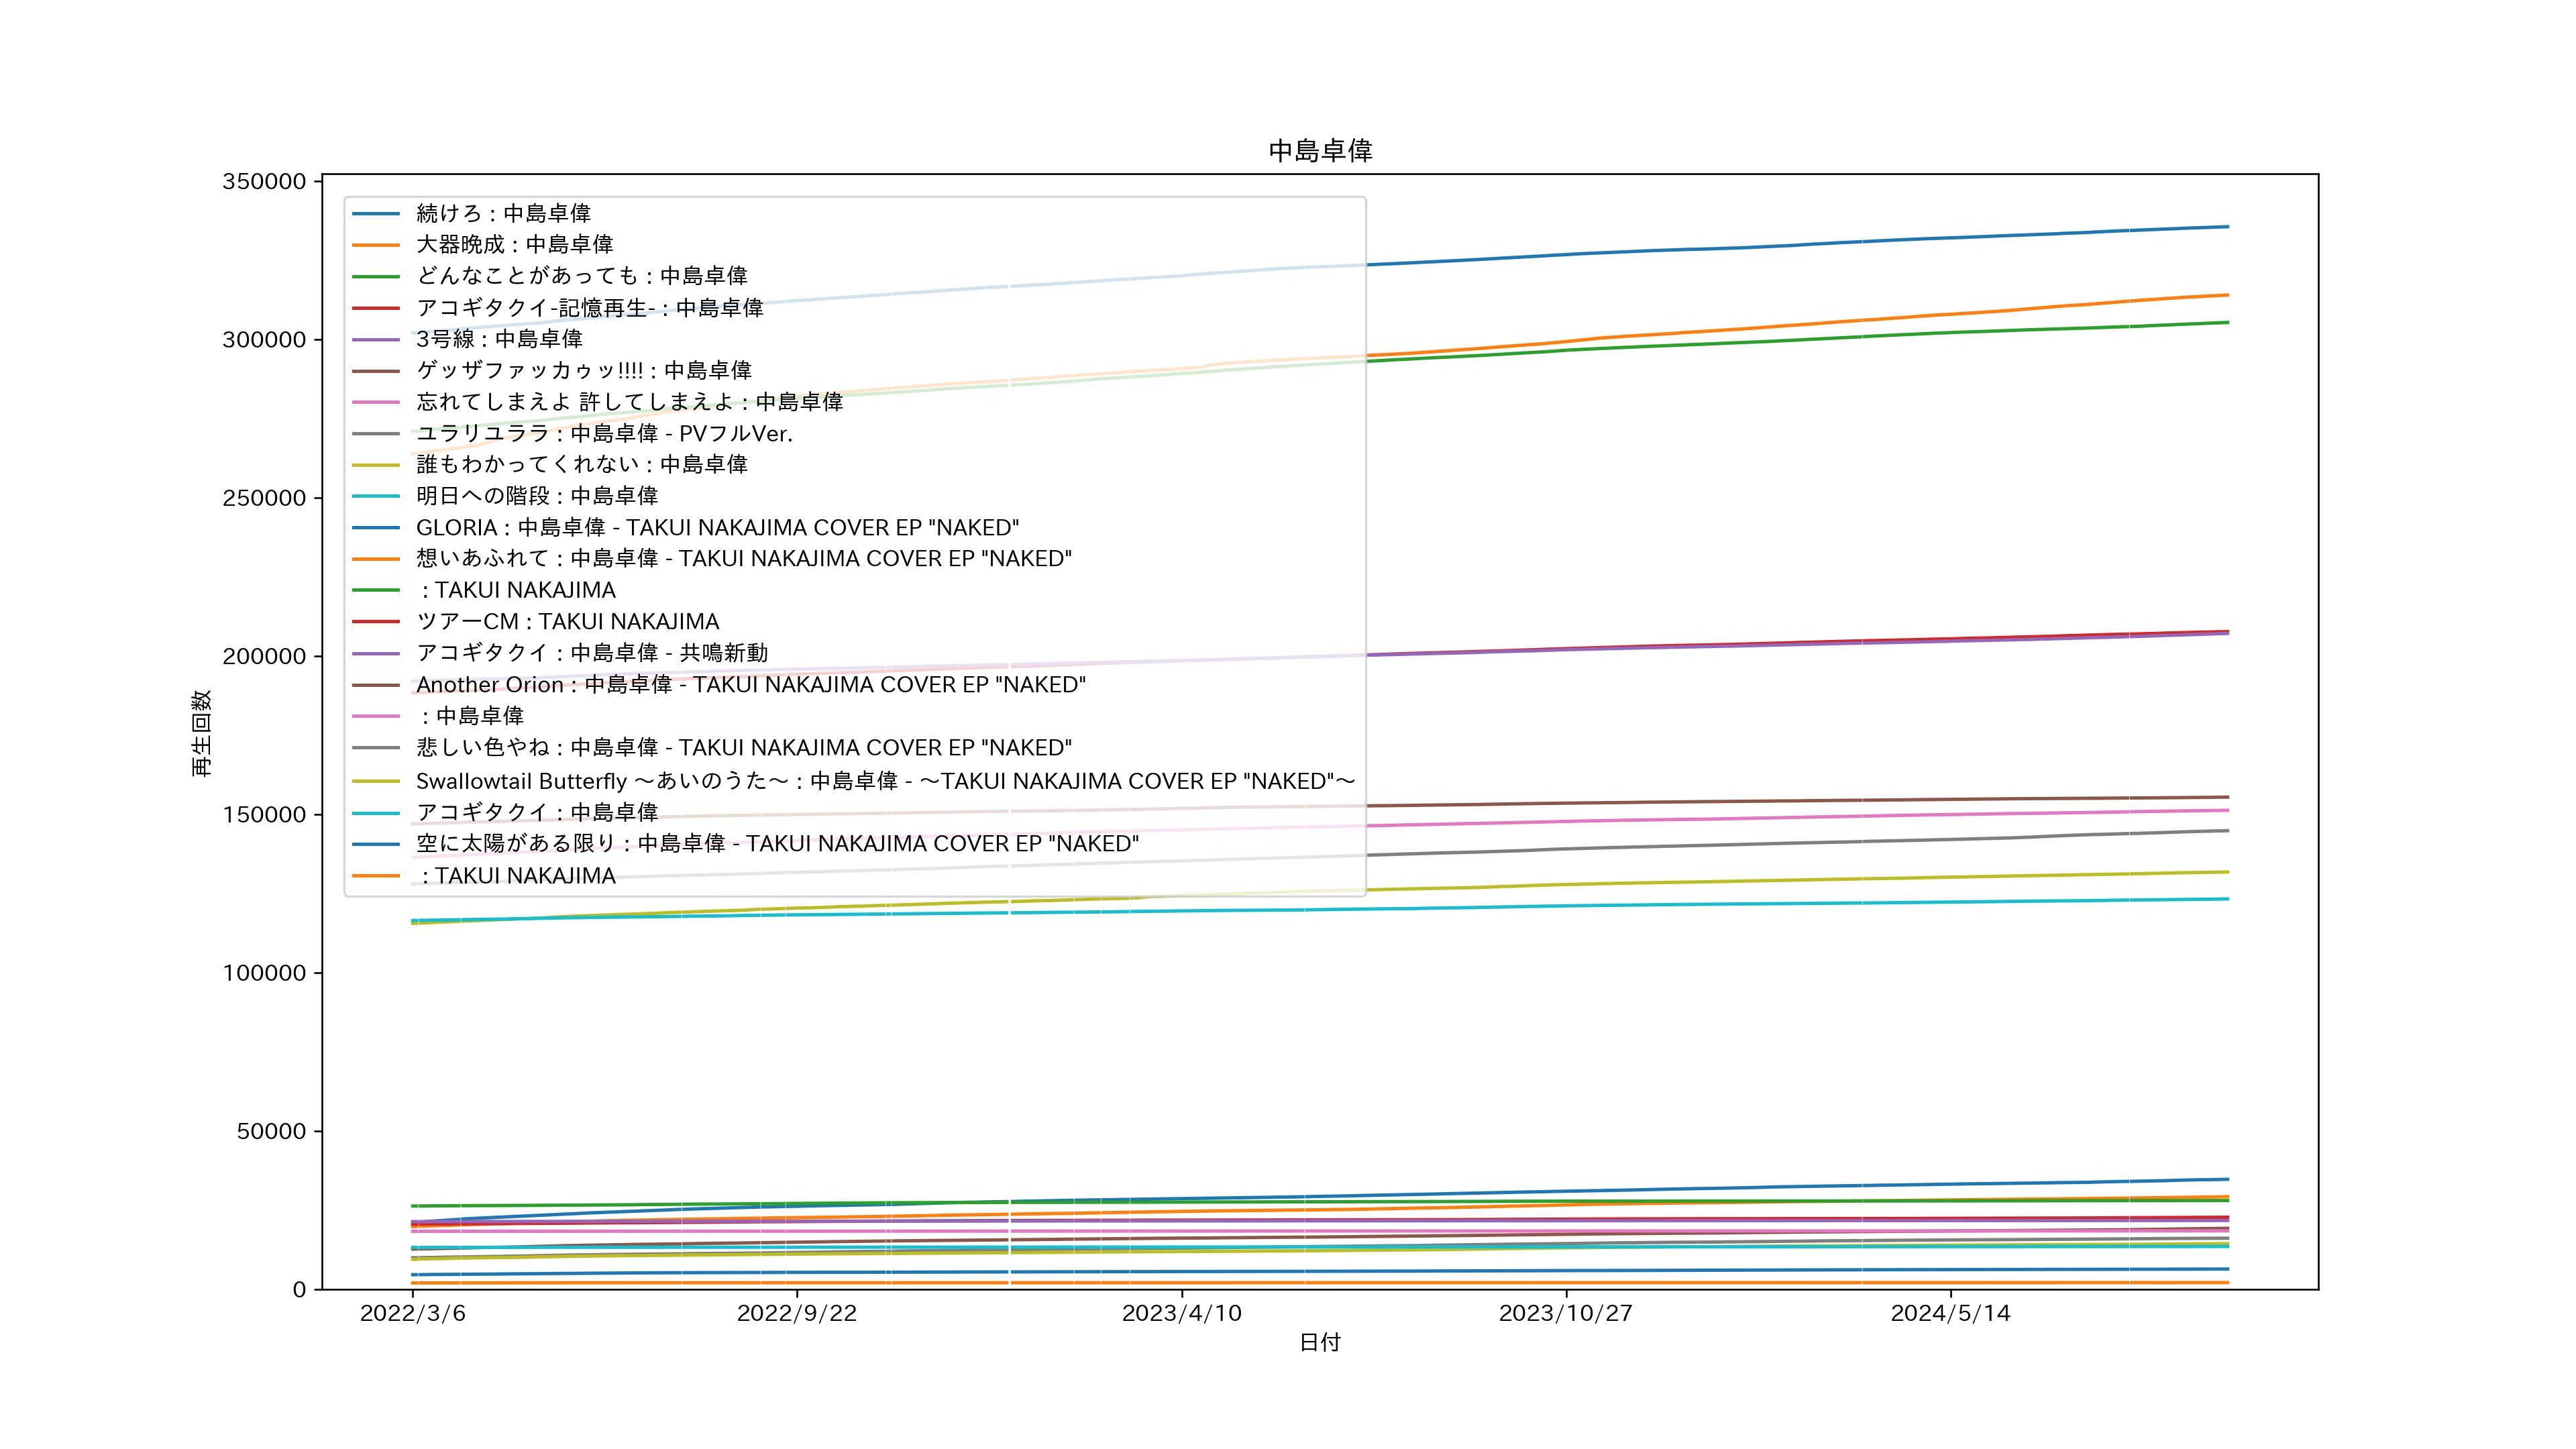 中島卓偉
350000
300000
250000
200000
150000
100000
50000
0
再生回数
続けろ : 中島卓偉
大器晩成 : 中島卓偉
どんなことがあっても : 中島卓偉
アコギタクイ-記憶再生- : 中島卓偉
3号線 : 中島卓偉
ゲッザファッカゥッ!!!! : 中島卓偉
忘れてしまえよ 許してしまえよ : 中島卓偉
ユラリユララ : 中島卓偉 - PVフルVer.
誰もわかってくれない : 中島卓偉
明日への階段 : 中島卓偉
GLORIA : 中島卓偉 - TAKUI NAKAJIMA COVER EP "NAKED"
想いあふれて : 中島卓偉 - TAKUI NAKAJIMA COVER EP "NAKED"
: TAKUI NAKAJIMA
ツアーCM : TAKUI NAKAJIMA
アコギタクイ : 中島卓偉 - 共鳴新動
Another Orion : 中島卓偉 - TAKUI NAKAJIMA COVER EP "NAKED"
: 中島卓偉
悲しい色やね : 中島卓偉 - TAKUI NAKAJIMA COVER EP "NAKED"
Swallowtail Butterfly 〜あいのうた〜 : 中島卓偉 - 〜TAKUI NAKAJIMA COVER EP "NAKED"〜
アコギタクイ : 中島卓偉
空に太陽がある限り : 中島卓偉 - TAKUI NAKAJIMA COVER EP "NAKED"
: TAKUI NAKAJIMA
2022/3/6
2022/9/22
2023/4/10
2023/10/27
2024/5/14
日付